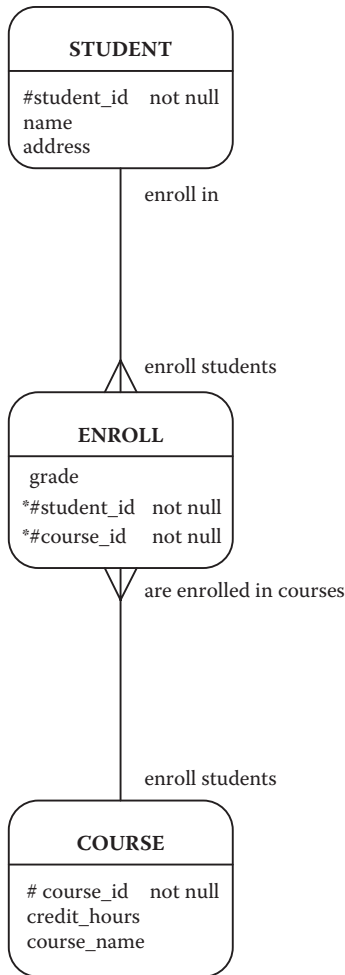 STUDENT
#student_id not null
name
address
enroll in
enroll students
ENROLL
grade
*#student_id not null
*#course_id not null
are enrolled in courses
enroll students
COURSE
# course_id not null
credit_hours
course_name